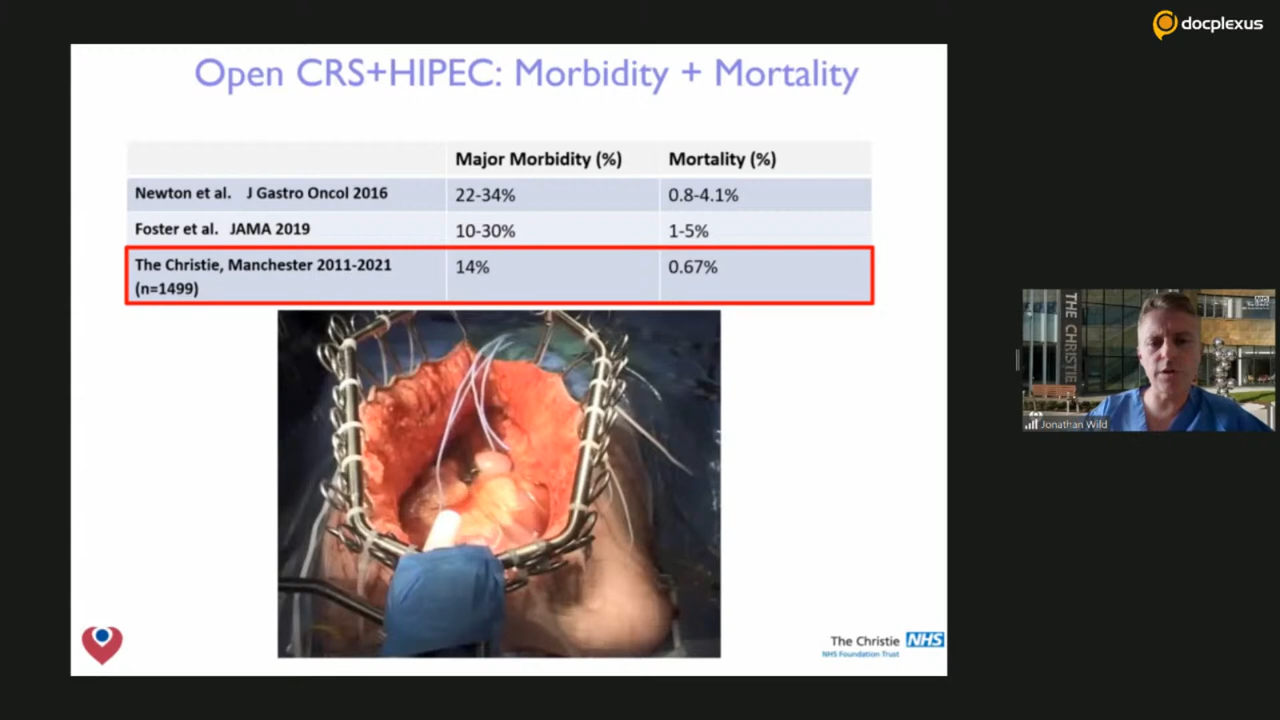 docplexus
Open CRS+HIPEC: Morbidity + Mortality
Major Morbidity (%) Mortality (%)
Newton et al. J Gastro Oncol 2016 22-34% 0.8-4.1%
Foster et al. JAMA 2019 10-30% 1-5%
The Christie, Manchester 2011-2021 14% 0.67%
(n=1499)
THE CHRISTIE
NHS
Jonathan Wild
The Christie NHS
NHS Foundation Trust